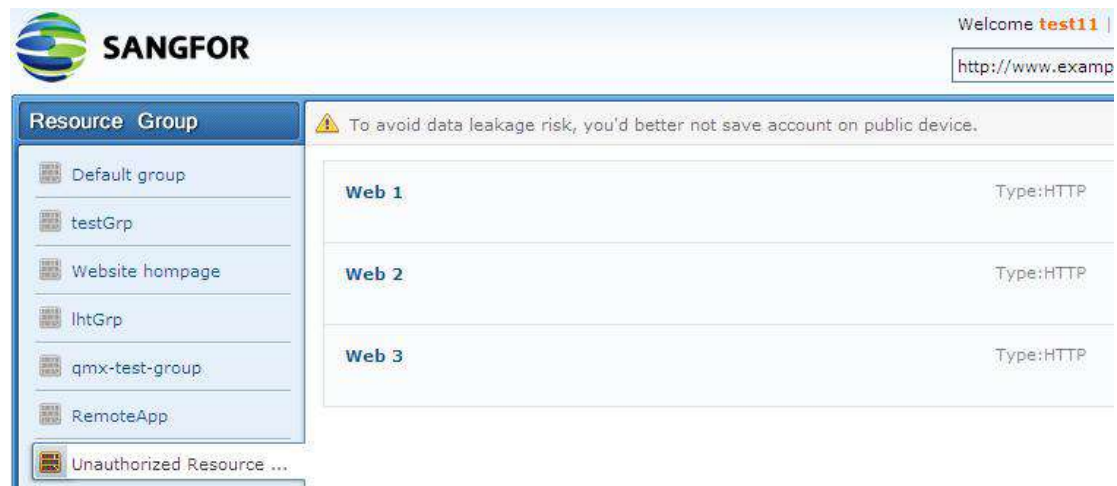 SANGFOR
Welcome test11 |
http://www.examp
Resource Group
To avoid data leakage risk, you'd better not save account on public device.
Default group
testGrp
Website hompage
lhtGrp
qmx-test-group
RemoteApp
Unauthorized Resource ...
Web 1 Type:HTTP
Web 2 Type:HTTP
Web 3 Type:HTTP